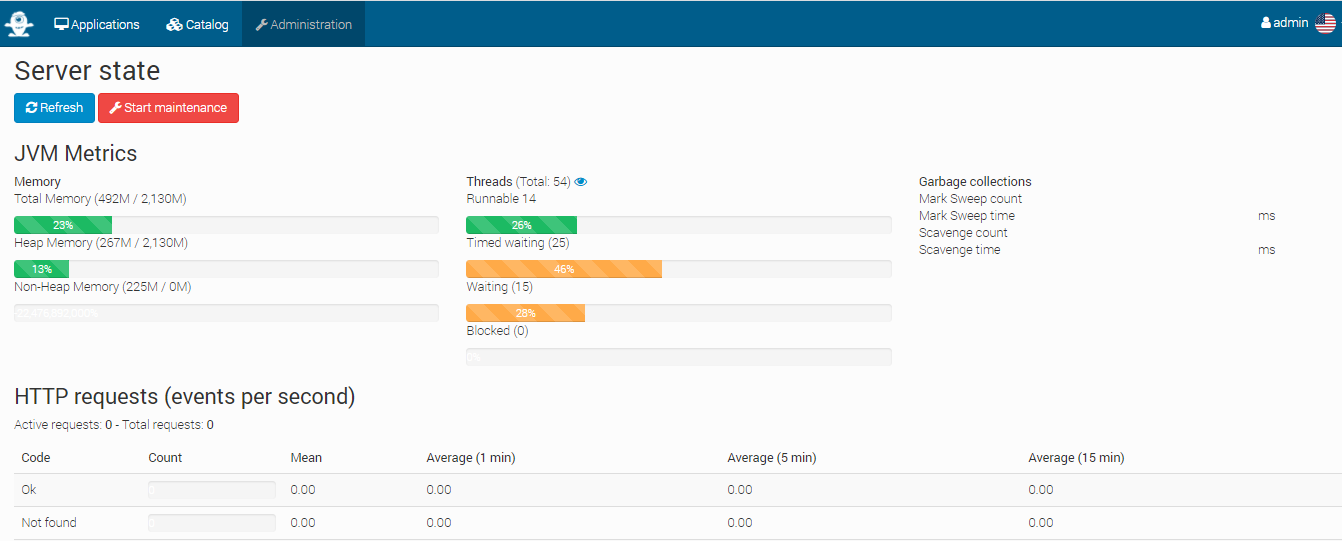 Applications Catalog Administration admin
Server state
Refresh Start maintenance
JVM Metrics
Memory
Total Memory (492M / 2,130M)
23%
Heap Memory (267M / 2,130M)
13%
Non-Heap Memory (225M / 0M)
Threads (Total: 54)
Runnable 14
26%
Timed waiting (25)
46%
Waiting (15)
28%
Blocked (0)
0%
Garbage collections
Mark Sweep count
Mark Sweep time ms
Scavenge count
Scavenge time ms
HTTP requests (events per second)
Active requests: 0 - Total requests: 0
Code Count Mean Average (1 min) Average (5 min) Average (15 min)
Ok 0 0.00 0.00 0.00 0.00
Not found 0 0.00 0.00 0.00 0.00